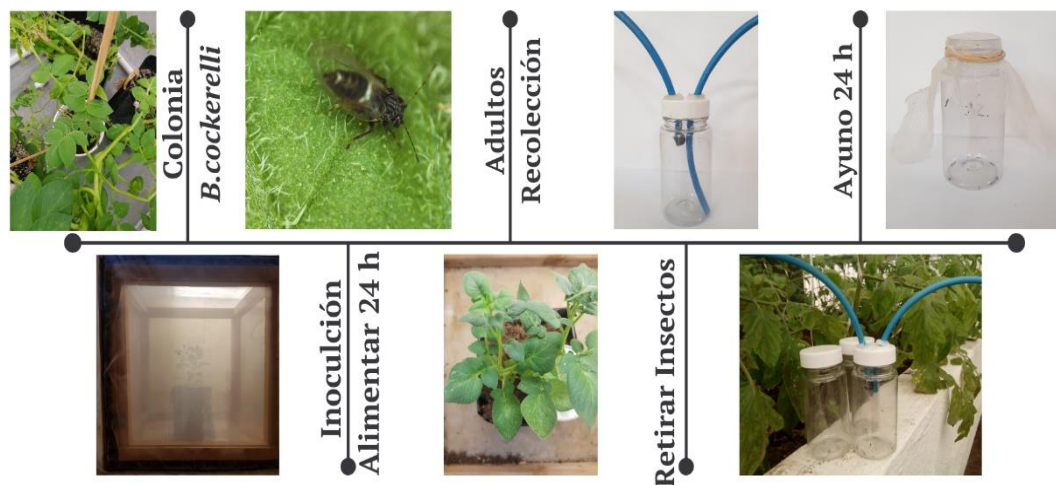 Colonia
B.cockerelli
Adultos
Recolección
Ayuno 24 h
Inoculción
Alimentar 24 h
Retirar Insectos